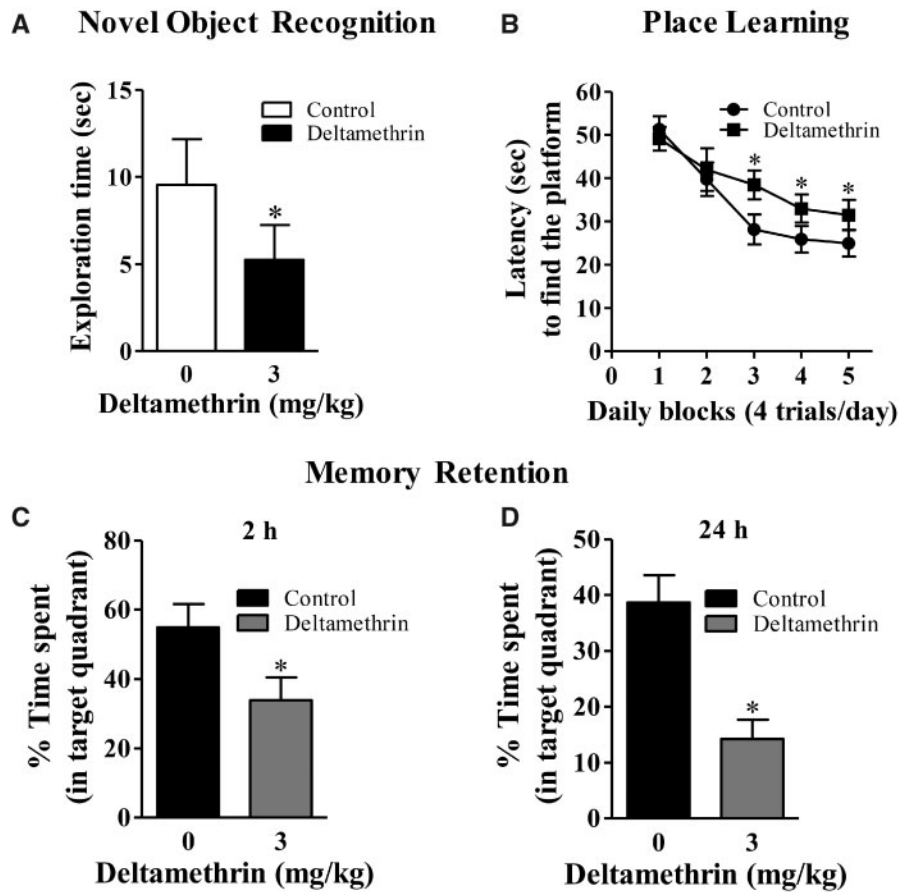 A
Novel Object Recognition
Exploration time (sec)
15
10
5
0
Control
Deltamethrin
*
0 3
Deltamethrin (mg/kg)
B
Place Learning
Latency (sec)
to find the platform
60
50
40
30
20
10
0
Control
Deltamethrin
* * *
0 1 2 3 4 5
Daily blocks (4 trials/day)
Memory Retention
C
2 h
% Time spent
(in target quadrant)
80
60
40
20
0
Control
Deltamethrin
*
0 3
Deltamethrin (mg/kg)
D
24 h
% Time spent
(in target quadrant)
50
40
30
20
10
0
Control
Deltamethrin
*
0 3
Deltamethrin (mg/kg)